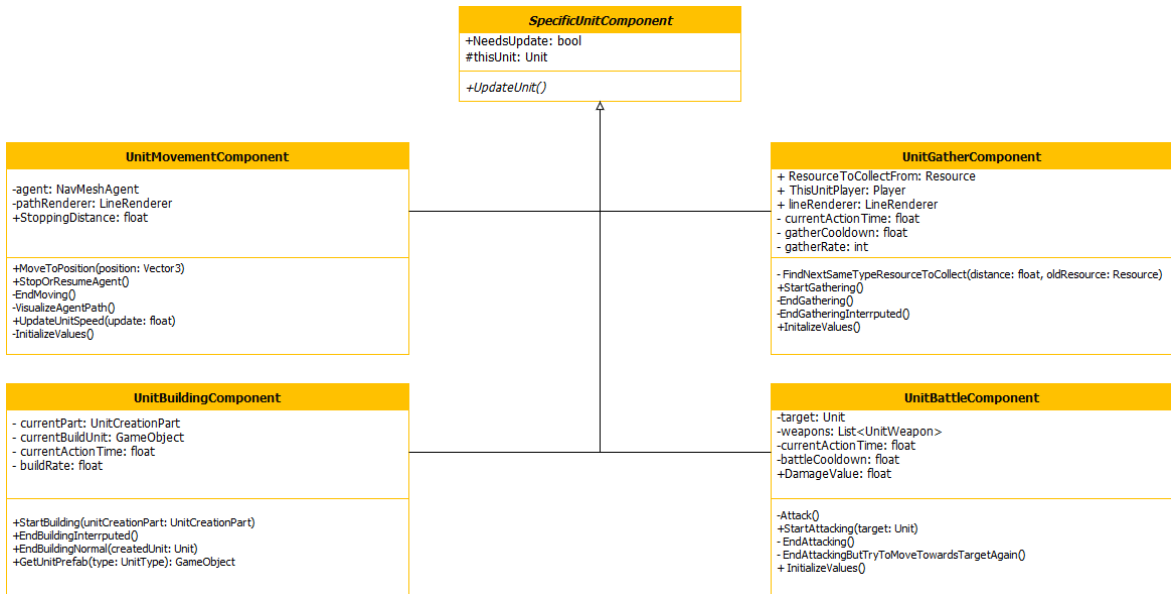 SpecificUnitComponent
+NeedsUpdate: bool
#thisUnit: Unit
+UpdateUnit()
UnitMovementComponent
-agent: NavMeshAgent
-pathRenderer: LineRenderer
+StoppingDistance: float
+MoveToPosition(position: Vector3)
+StopOrResumeAgent()
-EndMoving()
-VisualizeAgentPath()
+UpdateUnitSpeed(update: float)
-InitializeValues()
UnitGatherComponent
+ ResourceToCollectFrom: Resource
+ ThisUnitPlayer: Player
+ lineRenderer: LineRenderer
- currentActionTime: float
- gatherCooldown: float
- gatherRate: int
- FindNextSameTypeResourceToCollect(distance: float, oldResource: Resource)
+StartGathering()
-EndGathering()
-EndGatheringInterrputed()
+InitalizeValues()
UnitBuildingComponent
- currentPart: UnitCreationPart
- currentBuildUnit: GameObject
- currentActionTime: float
- buildRate: float
+StartBuilding(unitCreationPart: UnitCreationPart)
+EndBuildingInterrputed()
+EndBuildingNormal(createdUnit: Unit)
+GetUnitPrefab(type: UnitType): GameObject
UnitBattleComponent
-target: Unit
-weapons: List<UnitWeapon>
-currentActionTime: float
-battleCooldown: float
+DamageValue: float
-Attack()
+StartAttacking(target: Unit)
- EndAttacking()
- EndAttackingButTryToMoveTowardsTargetAgain()
+ InitializeValues()